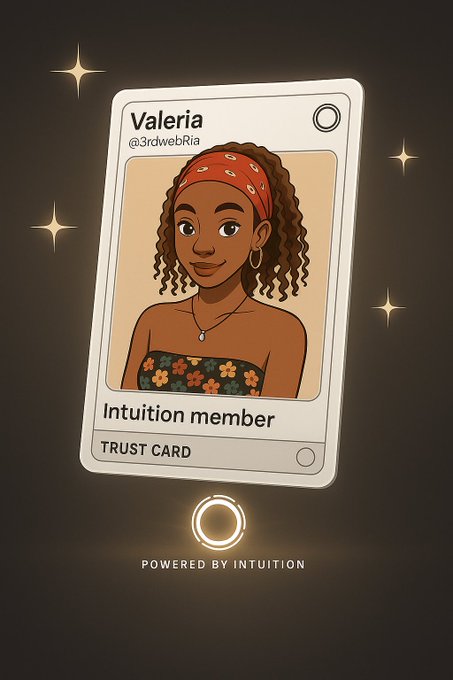 Valeria
@3rdwebRia
Intuition member
TRUST CARD
POWERED BY INTUITION